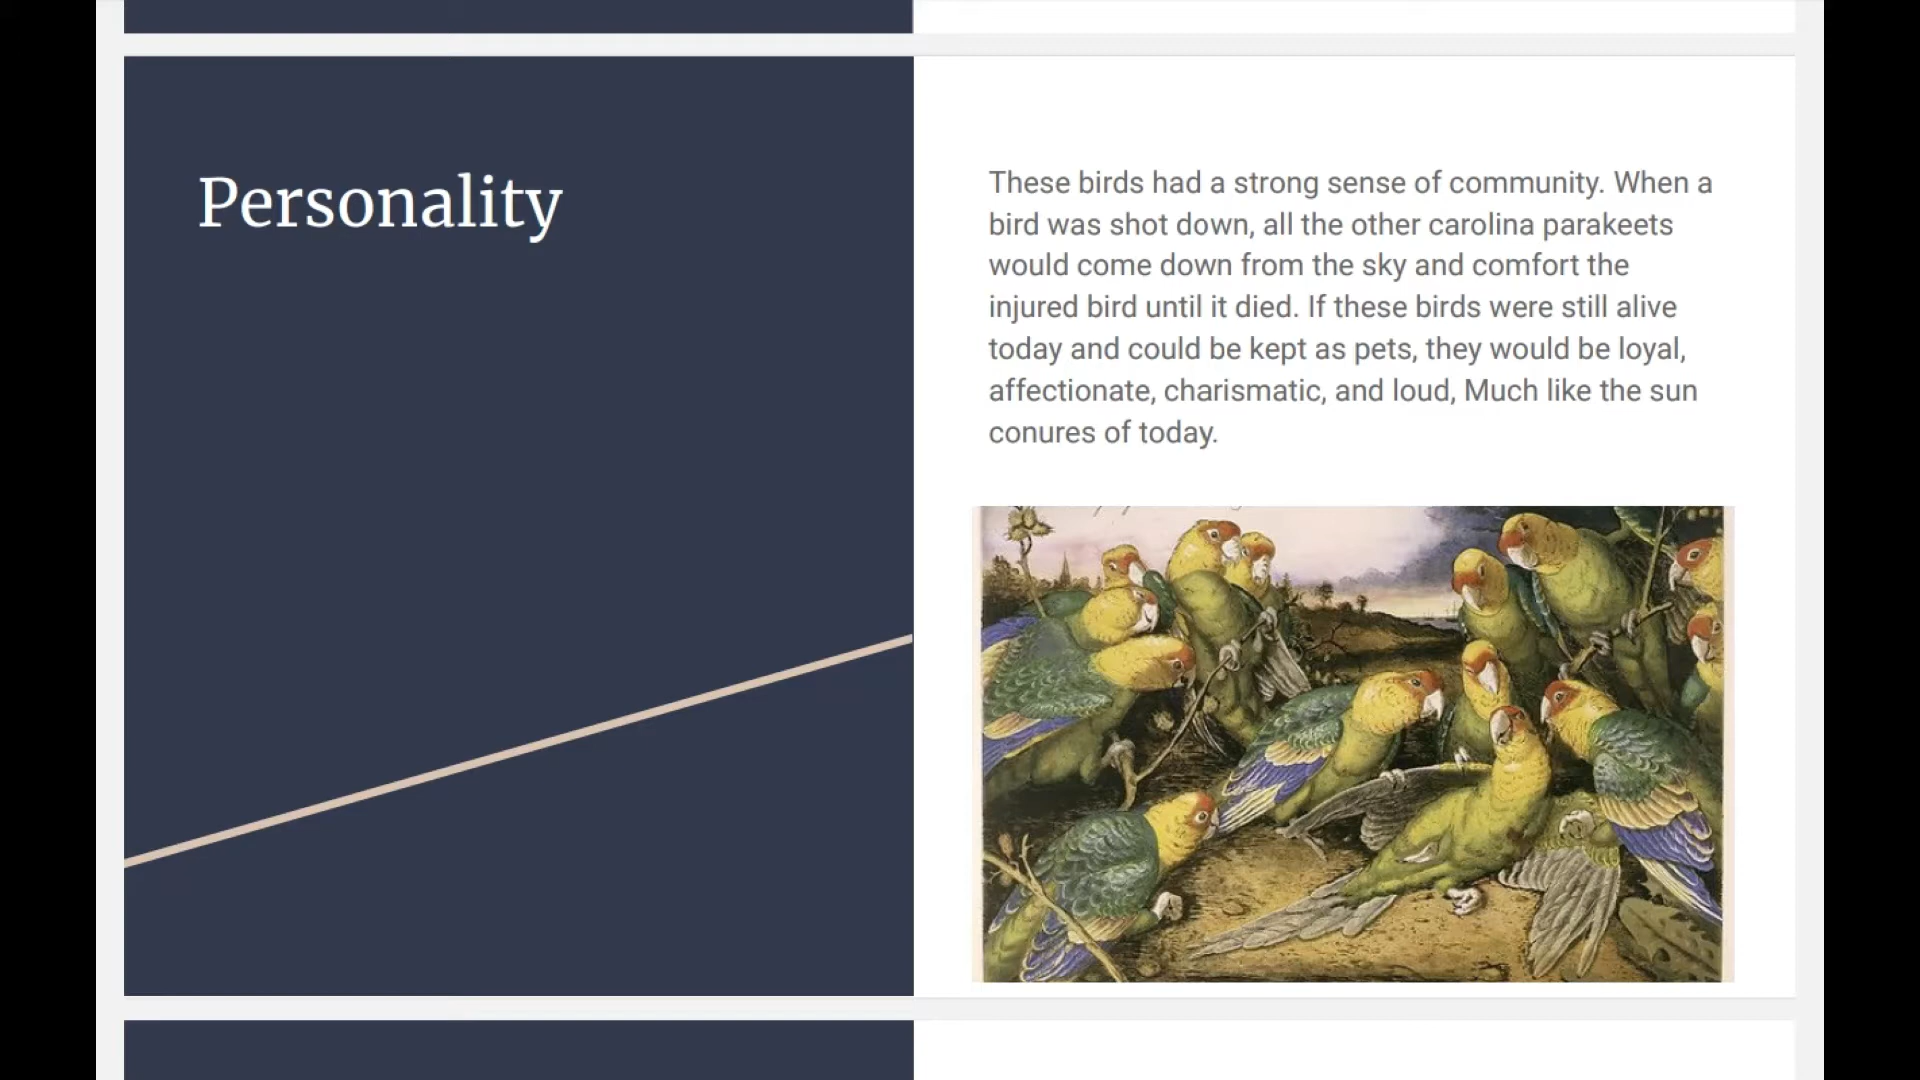 Personality
These birds had a strong sense of community. When a
bird was shot down, all the other carolina parakeets
would come down from the sky and comfort the
injured bird until it died. If these birds were still alive
today and could be kept as pets, they would be loyal,
affectionate, charismatic, and loud, Much like the sun
conures of today.